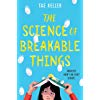 TAE KELLER
THE SCIENCE OF
BREAKABLE
THINGS